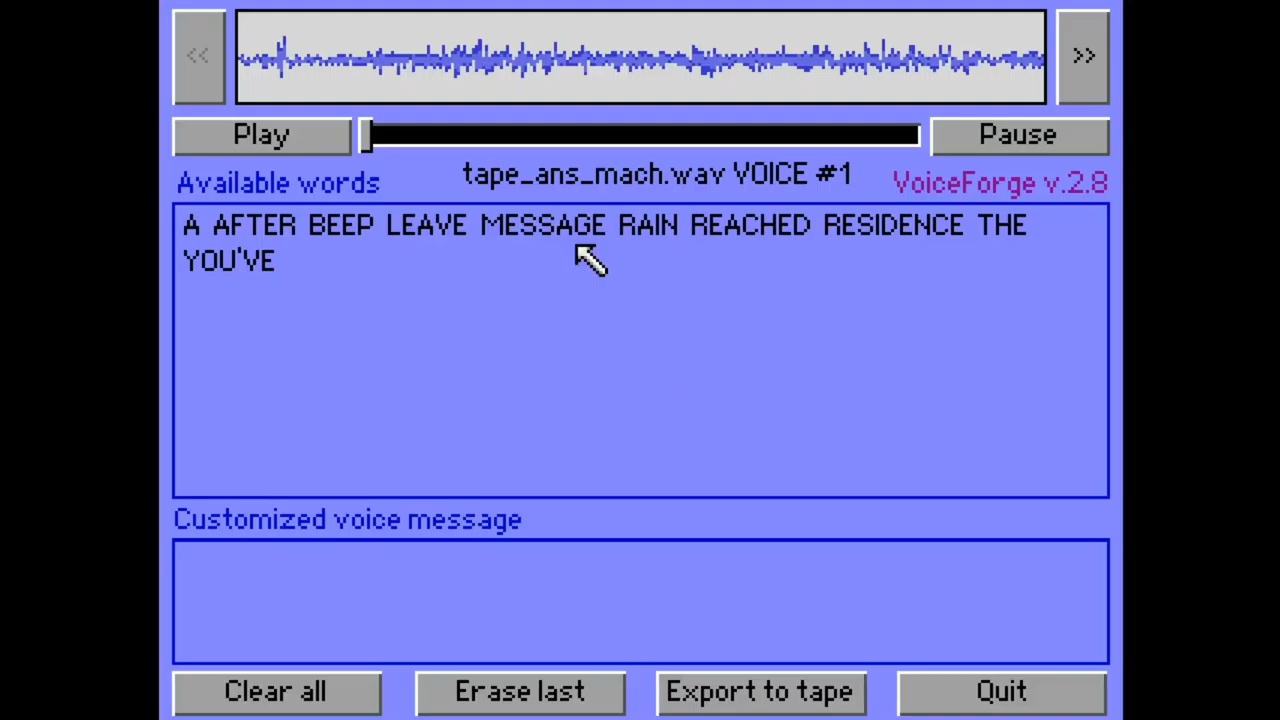 << >>
Play Pause
Available words tape_ans_mach.wav VOICE #1 VoiceForge v.2.8
A AFTER BEEP LEAVE MESSAGE RAIN REACHED RESIDENCE THE
YOU'VE
Customized voice message
Clear all Erase last Export to tape Quit